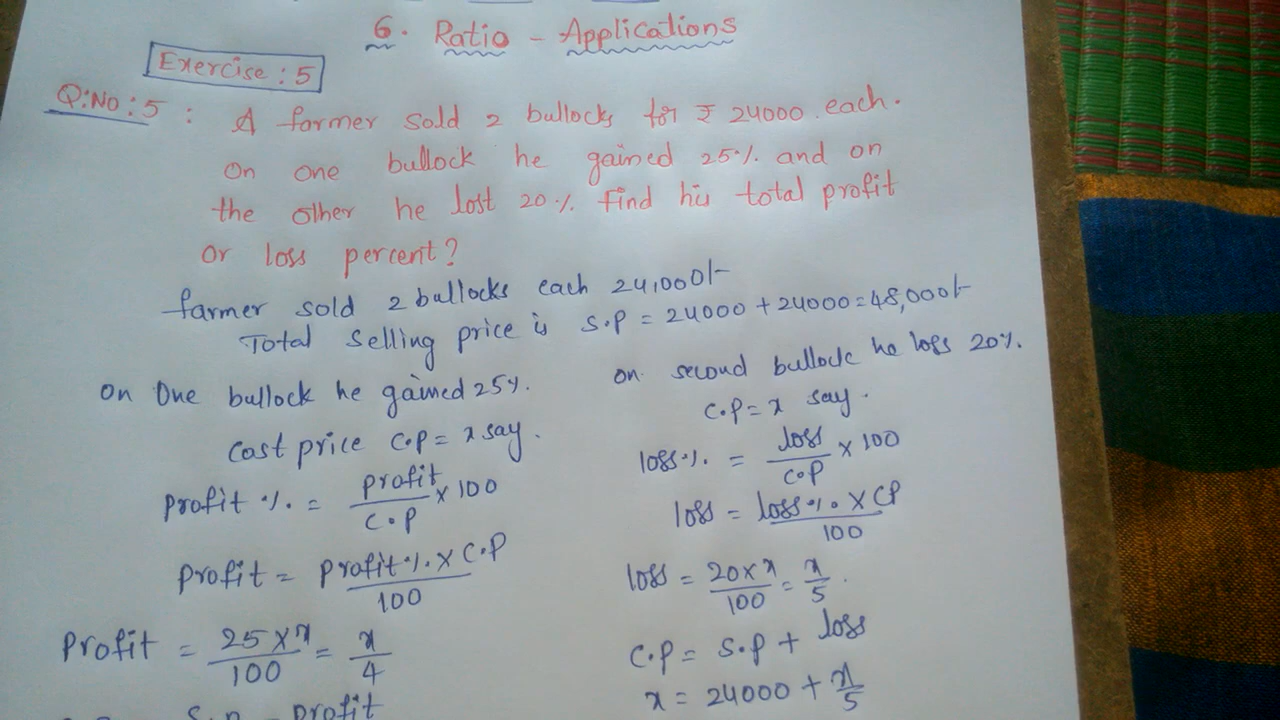 6. Ratio - Applications
Exercise : 5
Q:No:5 : A farmer sold 2 bullocks for ₹ 24000 each.
On one bullock he gained 25% and on
the other he lost 20% Find his total profit
or loss percent?
farmer sold 2 bullocks each 24,000/-
Total selling price is S.P = 24000 + 24000 = 48,000/-
On One bullock he gained 25%.
Cost price C.P = x say.
Profit % = profit/C.P × 100
Profit = profit% × C.P/100
Profit = 25 × x/100 = x/4
S.P - profit
on second bullock he loss 20%.
C.P = x say.
loss% = loss/C.P × 100
loss = loss% × CP/100
loss = 20 × x/100 = x/5.
C.P = S.P + loss
x = 24000 + x/5